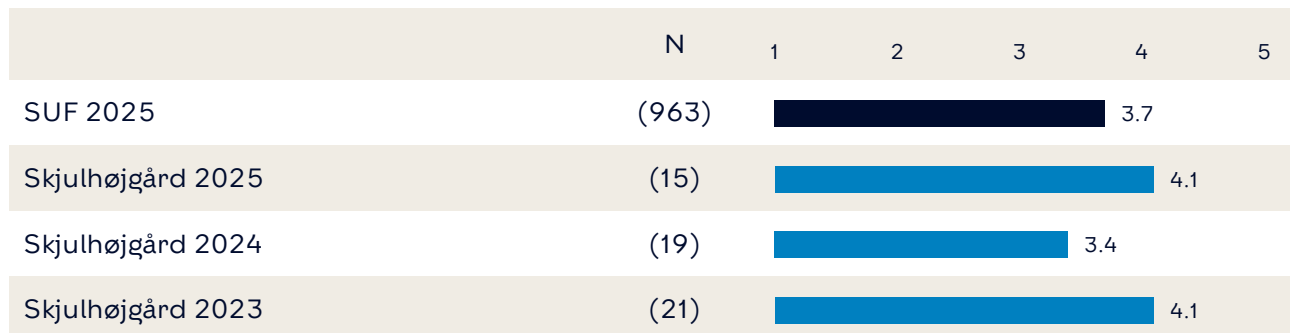 N 1 2 3 4 5
SUF 2025 (963) 3.7
Skjulhøjgård 2025 (15) 4.1
Skjulhøjgård 2024 (19) 3.4
Skjulhøjgård 2023 (21) 4.1